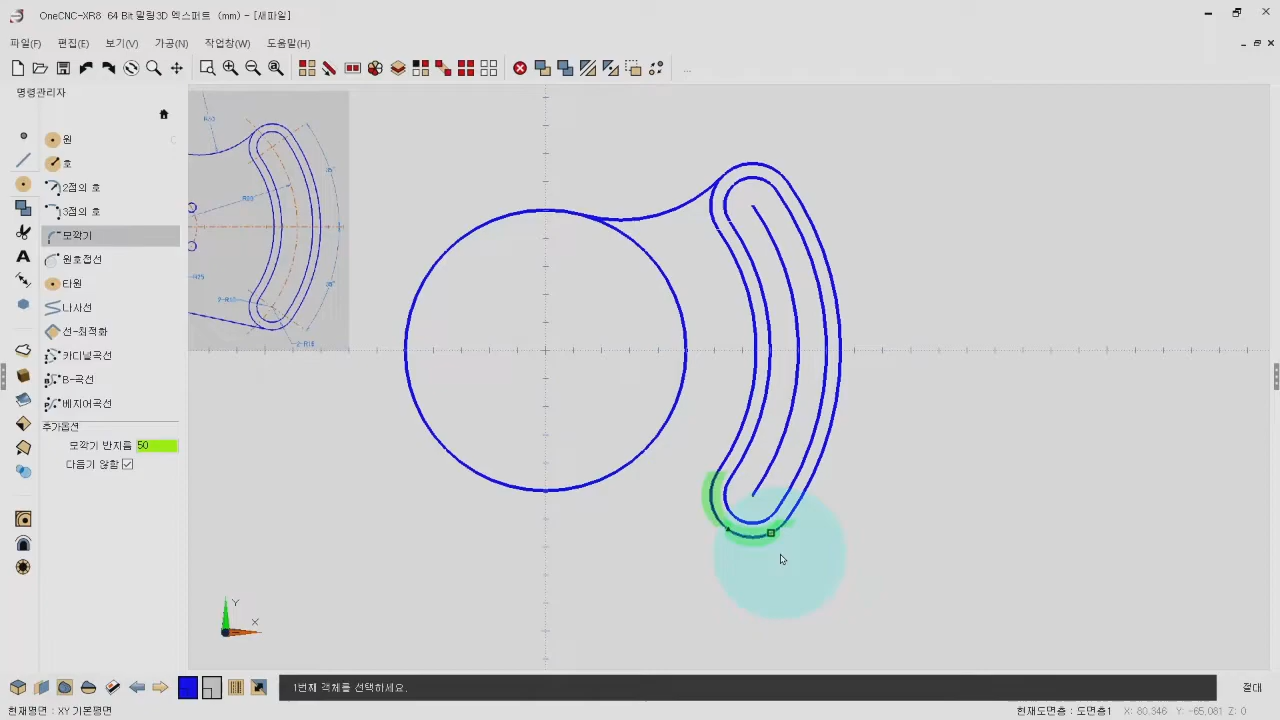 OneCNC-XR8 64 Bit 밀링3D 엑스퍼트 (mm) - [새파일]
파일(F) 편집(E) 보기(V) 가공(N) 작업창(W) 도움말(H)
명령관리자
원
호
2점의 호
3점의 호
모깍기
원호접선
타원
나사선
선-최적화
카디널곡선
B-곡선
베지어곡선
추가옵션
모깍기 반지름 50
다듬기 않함
Y
X
1번째 객체를 선택하세요.
절대
현재평면 : XY 기본평면
현재도면층 : 도면층1 X: 80.346 Y: -65.081 Z: 0